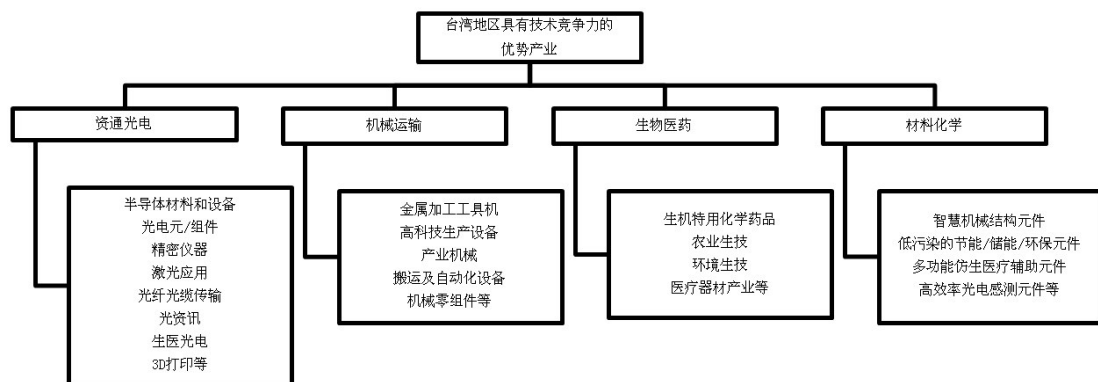 台湾地区具有技术竞争力的
优势产业
资通光电
机械运输
生物医药
材料化学
半导体材料和设备
光电元/组件
精密仪器
激光应用
光纤光缆传输
光资讯
生医光电
3D打印等
金属加工工具机
高科技生产设备
产业机械
搬运及自动化设备
机械零组件等
生机特用化学药品
农业生技
环境生技
医疗器材产业等
智慧机械结构元件
低污染的节能/储能/环保元件
多功能仿生医疗辅助元件
高效率光电感测元件等